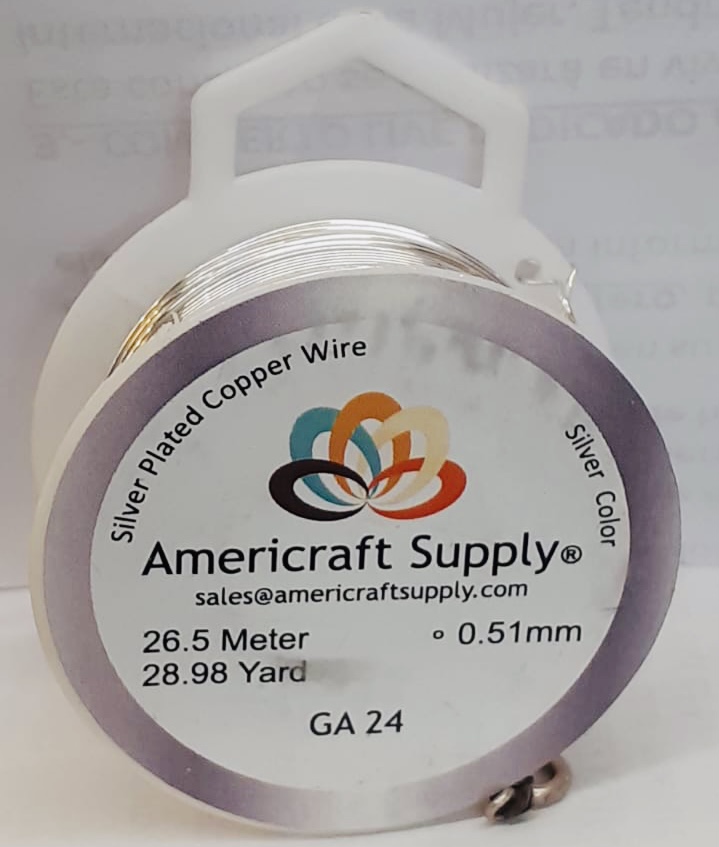 Silver Plated Copper Wire
Silver Color
Americraft Supply®
sales@americraftsupply.com
26.5 Meter
0.51mm
28.98 Yard
GA 24